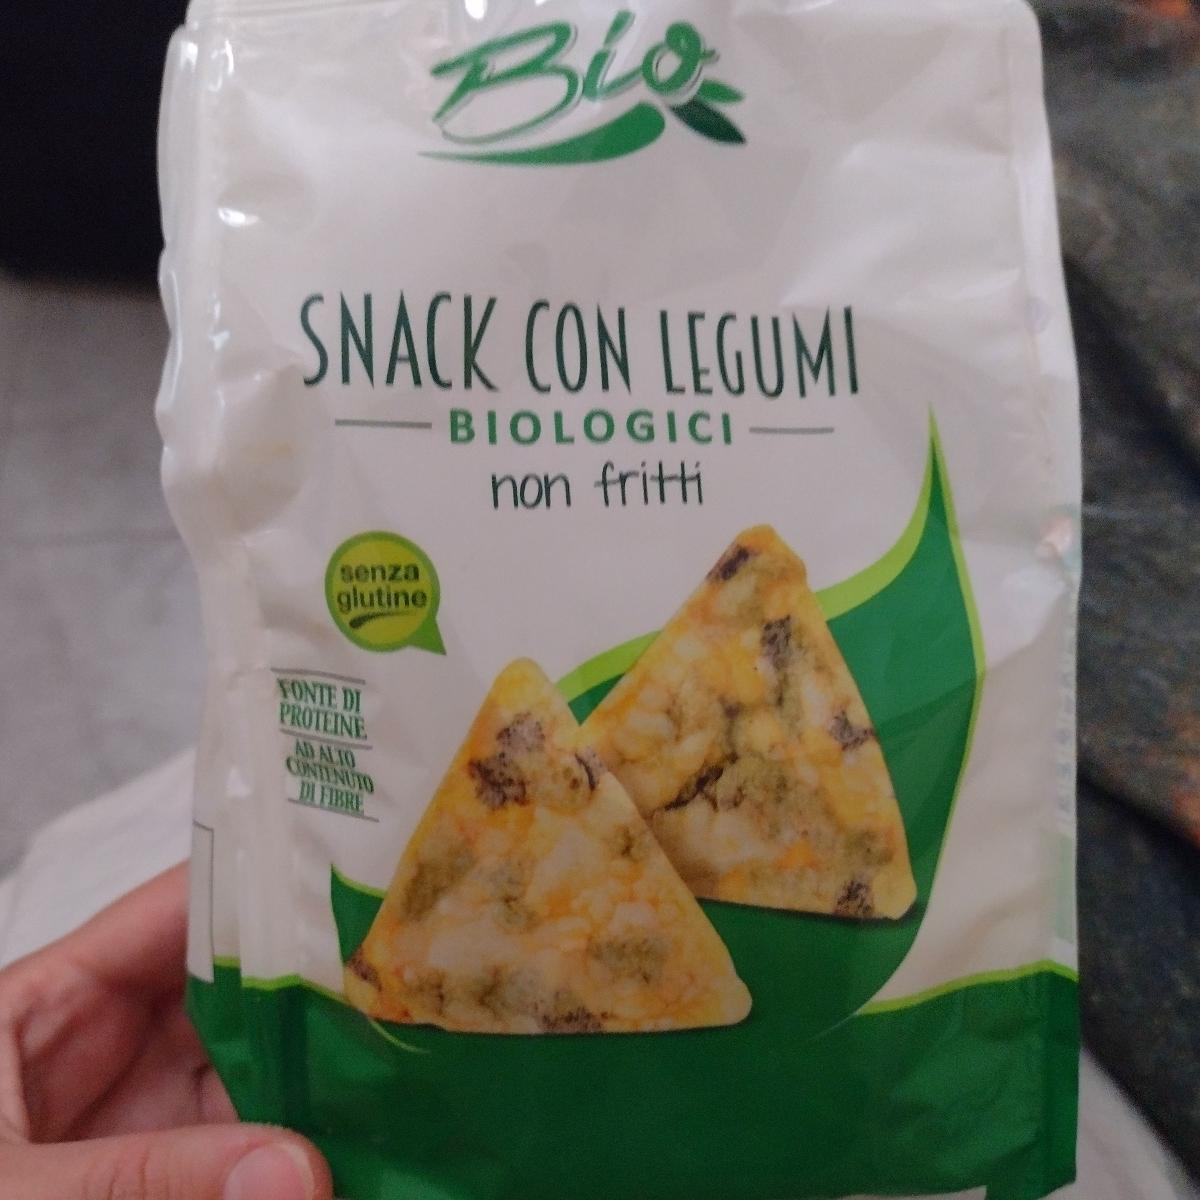 Bio
SNACK CON LEGUMI
BIOLOGICI
non fritti
senza
glutine
FONTE DI
PROTEINE
AD ALTO
CONTENUTO
DI FIBRE